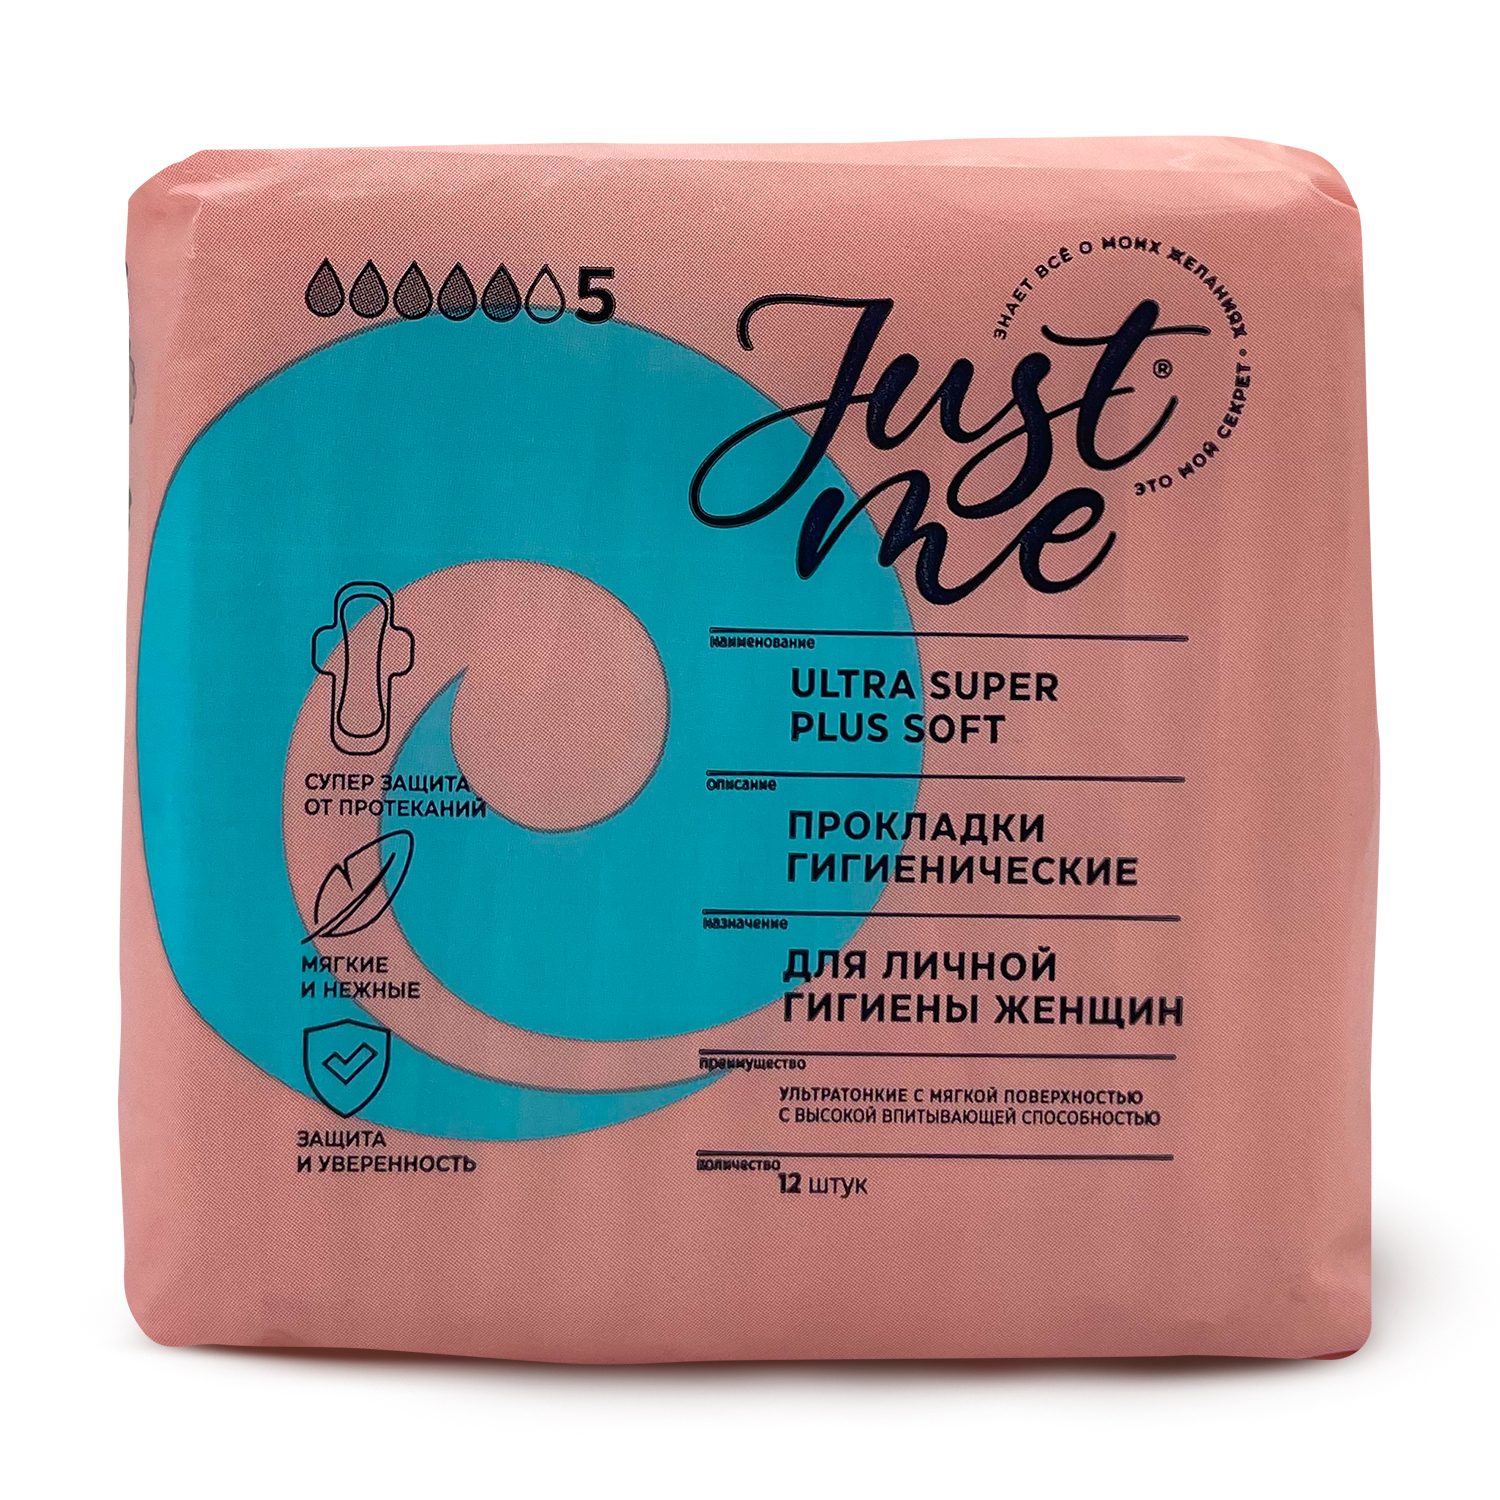 5
ЗНАЕТ ВСЁ О МОИХ ЖЕЛАНИЯХ • ЭТО МОЙ СЕКРЕТ •
Just
me®
наименование
ULTRA SUPER
PLUS SOFT
описание
ПРОКЛАДКИ
ГИГИЕНИЧЕСКИЕ
назначение
ДЛЯ ЛИЧНОЙ
ГИГИЕНЫ ЖЕНЩИН
преимущество
УЛЬТРАТОНКИЕ С МЯГКОЙ ПОВЕРХНОСТЬЮ
С ВЫСОКОЙ ВПИТЫВАЮЩЕЙ СПОСОБНОСТЬЮ
количество
12 штук
СУПЕР ЗАЩИТА
ОТ ПРОТЕКАНИЙ
МЯГКИЕ
И НЕЖНЫЕ
ЗАЩИТА
И УВЕРЕННОСТЬ